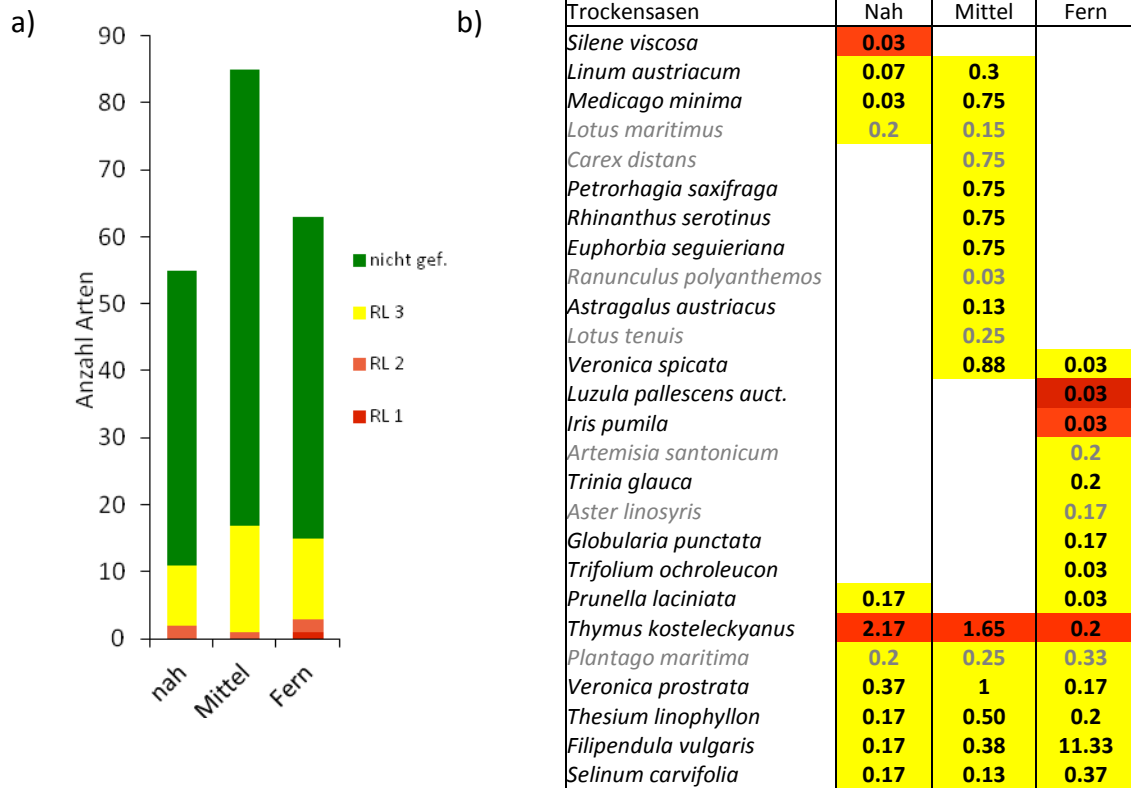 a)
90
80
70
60
50
40
30
20
10
0
Anzahl Arten
nah
Mittel
Fern
nicht gef.
RL 3
RL 2
RL 1
b)
Trockensasen Nah Mittel Fern
Silene viscosa 0.03
Linum austriacum 0.07 0.3
Medicago minima 0.03 0.75
Lotus maritimus 0.2 0.15
Carex distans 0.75
Petrorhagia saxifraga 0.75
Rhinanthus serotinus 0.75
Euphorbia seguieriana 0.75
Ranunculus polyanthemos 0.03
Astragalus austriacus 0.13
Lotus tenuis 0.25
Veronica spicata 0.88 0.03
Luzula pallescens auct. 0.03
Iris pumila 0.03
Artemisia santonicum 0.2
Trinia glauca 0.2
Aster linosyris 0.17
Globularia punctata 0.17
Trifolium ochroleucon 0.03
Prunella laciniata 0.17 0.03
Thymus kosteleckyanus 2.17 1.65 0.2
Plantago maritima 0.2 0.25 0.33
Veronica prostrata 0.37 1 0.17
Thesium linophyllon 0.17 0.50 0.2
Filipendula vulgaris 0.17 0.38 11.33
Selinum carvifolia 0.17 0.13 0.37